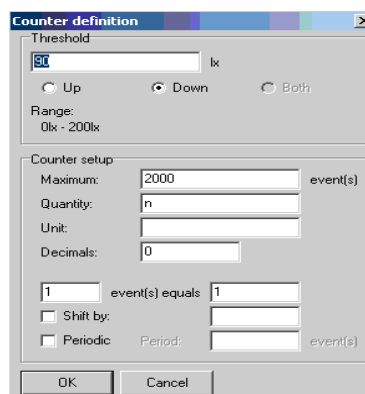 Counter definition
Threshold
90 lx
Up Down Both
Range:
0lx - 200lx
Counter setup
Maximum: 2000 event(s)
Quantity: n
Unit:
Decimals: 0
1 event(s) equals 1
Shift by:
Periodic Period: event(s)
OK Cancel